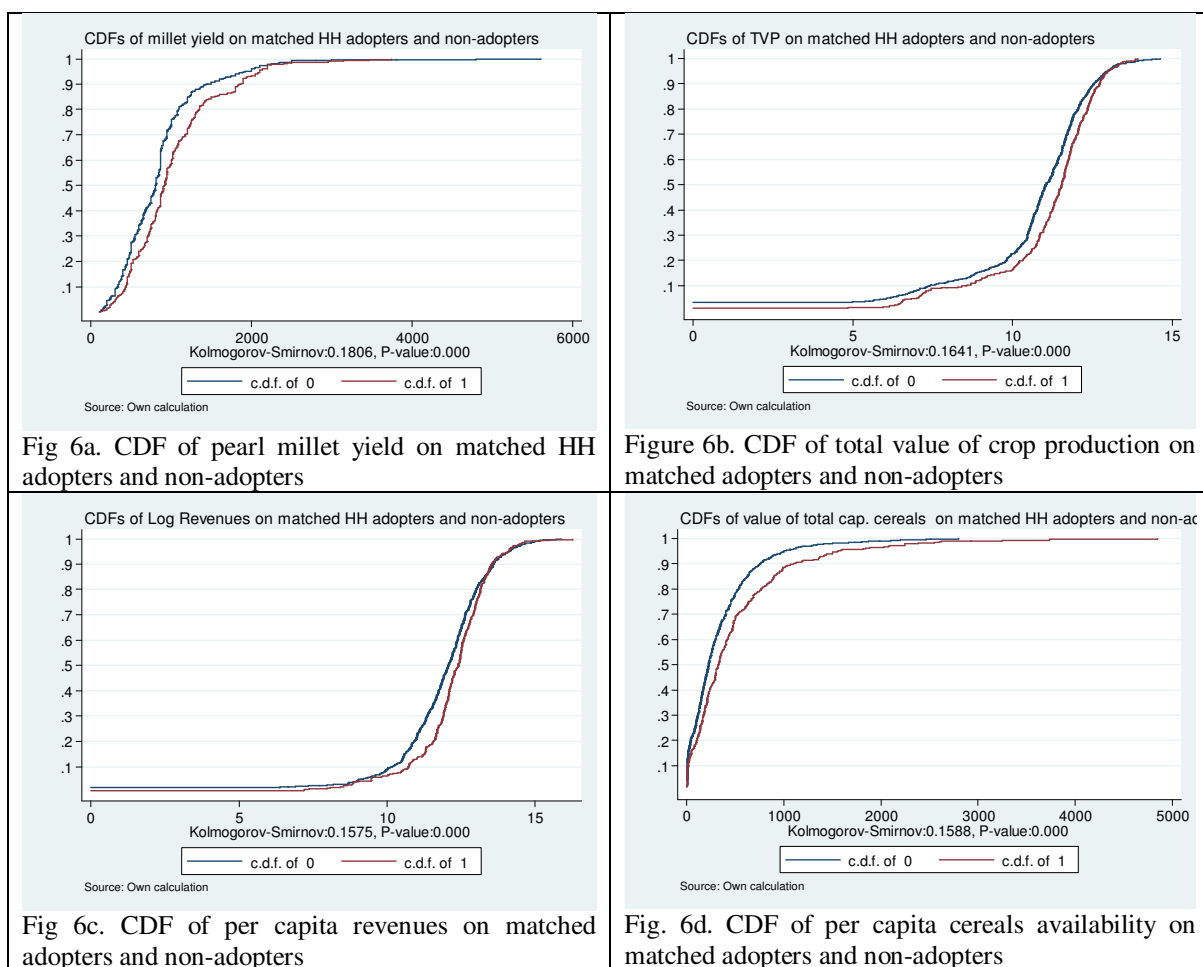 CDFs of millet yield on matched HH adopters and non-adopters
1
.9
.8
.7
.6
.5
.4
.3
.2
.1
0 2000 4000 6000
Kolmogorov-Smirnov:0.1806, P-value:0.000
c.d.f. of 0 c.d.f. of 1
Source: Own calculation
Fig 6a. CDF of pearl millet yield on matched HH
adopters and non-adopters
CDFs of TVP on matched HH adopters and non-adopters
1
.9
.8
.7
.6
.5
.4
.3
.2
.1
0 5 10 15
Kolmogorov-Smirnov:0.1641, P-value:0.000
c.d.f. of 0 c.d.f. of 1
Source: Own calculation
Figure 6b. CDF of total value of crop production on
matched adopters and non-adopters
CDFs of Log Revenues on matched HH adopters and non-adopters
1
.9
.8
.7
.6
.5
.4
.3
.2
.1
0 5 10 15
Kolmogorov-Smirnov:0.1575, P-value:0.000
c.d.f. of 0 c.d.f. of 1
Source: Own calculation
Fig 6c. CDF of per capita revenues on matched
adopters and non-adopters
CDFs of value of total cap. cereals on matched HH adopters and non-ad
1
.9
.8
.7
.6
.5
.4
.3
.2
.1
0 1000 2000 3000 4000 5000
Kolmogorov-Smirnov:0.1588, P-value:0.000
c.d.f. of 0 c.d.f. of 1
Source: Own calculation
Fig. 6d. CDF of per capita cereals availability on
matched adopters and non-adopters